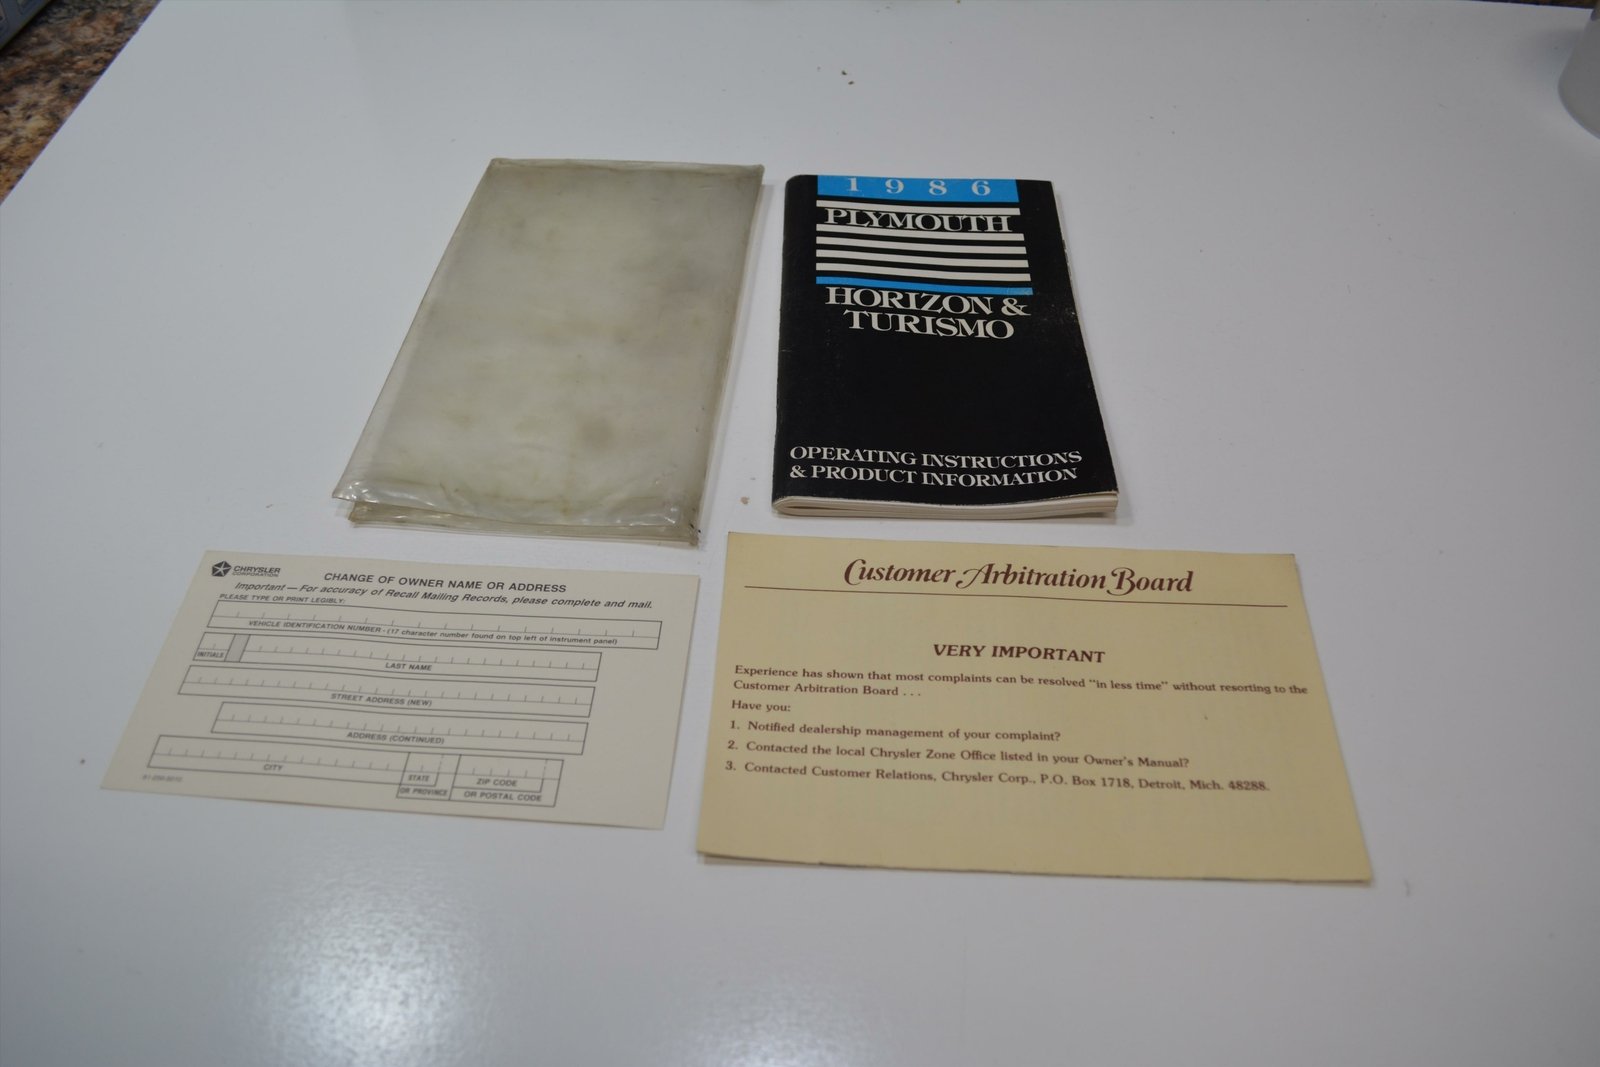 1986
PLYMOUTH
HORIZON &
TURISMO
OPERATING INSTRUCTIONS
& PRODUCT INFORMATION
CHRYSLER
CORPORATION
CHANGE OF OWNER NAME OR ADDRESS
Important — For accuracy of Recall Mailing Records, please complete and mail.
PLEASE TYPE OR PRINT LEGIBLY:
VEHICLE IDENTIFICATION NUMBER - (17 character number found on top left of instrument panel)
INITIALS
LAST NAME
STREET ADDRESS (NEW)
ADDRESS (CONTINUED)
CITY
STATE
OR PROVINCE
ZIP CODE
OR POSTAL CODE
Customer Arbitration Board
VERY IMPORTANT
Experience has shown that most complaints can be resolved "in less time" without resorting to the
Customer Arbitration Board . . .
Have you:
1. Notified dealership management of your complaint?
2. Contacted the local Chrysler Zone Office listed in your Owner's Manual?
3. Contacted Customer Relations, Chrysler Corp., P.O. Box 1718, Detroit, Mich. 48288.